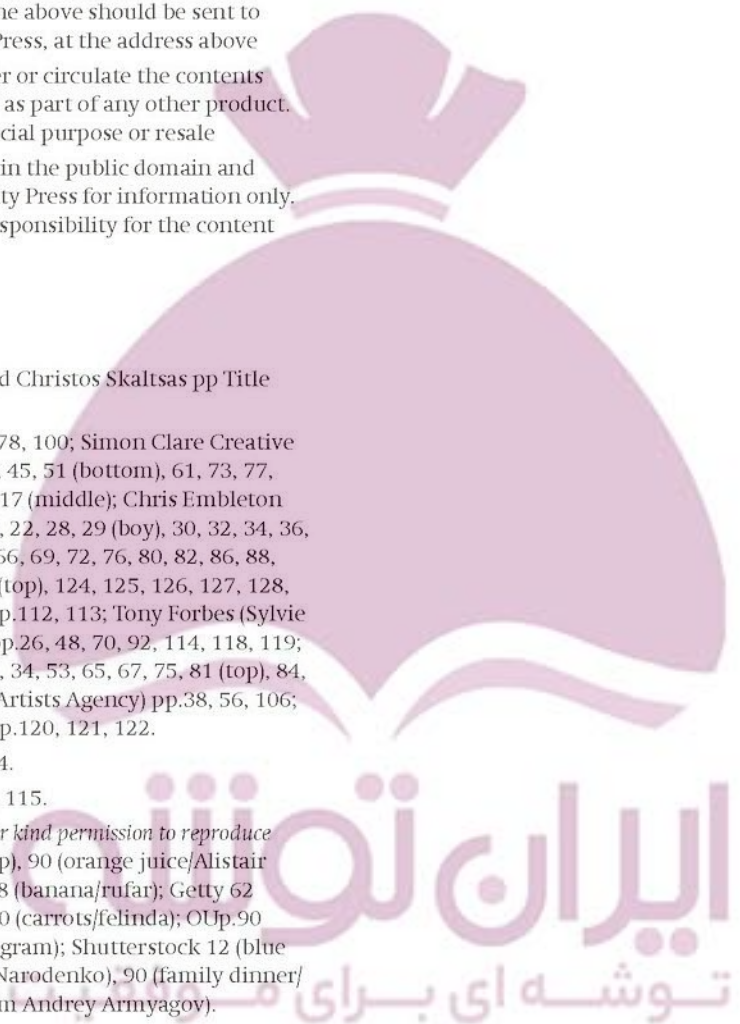 ne above should be sent to
Press, at the address above
er or circulate the contents
as part of any other product.
cial purpose or resale
in the public domain and
ty Press for information only.
sponsibility for the content
d Christos Skaltsas pp Title
78, 100; Simon Clare Creative
, 45, 51 (bottom), 61, 73, 77,
17 (middle); Chris Embleton
, 22, 28, 29 (boy), 30, 32, 34, 36,
66, 69, 72, 76, 80, 82, 86, 88,
(top), 124, 125, 126, 127, 128,
p.112, 113; Tony Forbes (Sylvie
pp.26, 48, 70, 92, 114, 118, 119;
, 34, 53, 65, 67, 75, 81 (top), 84,
Artists Agency) pp.38, 56, 106;
p.120, 121, 122.
4.
115.
r kind permission to reproduce
p), 90 (orange juice/Alistair
8 (banana/rufar); Getty 62
0 (carrots/felinda); OUp.90
gram); Shutterstock 12 (blue
Narodenko), 90 (family dinner/
m Andrey Armyagov).
ایران توشه
توشه ای برای موفقیت